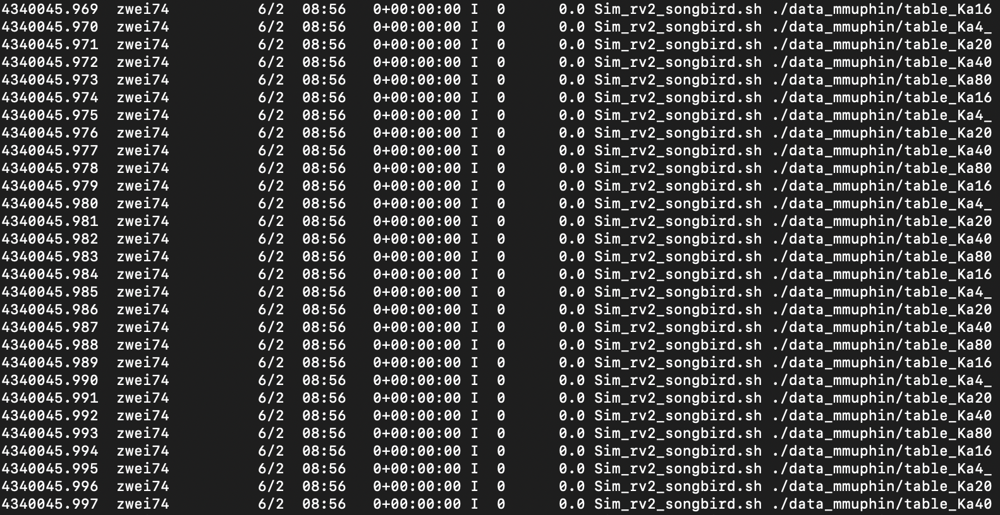 4340045.969 zwei74 6/2 08:56 0+00:00:00 I 0 0.0 Sim_rv2_songbird.sh ./data_mmuphin/table_Ka16
4340045.970 zwei74 6/2 08:56 0+00:00:00 I 0 0.0 Sim_rv2_songbird.sh ./data_mmuphin/table_Ka4_
4340045.971 zwei74 6/2 08:56 0+00:00:00 I 0 0.0 Sim_rv2_songbird.sh ./data_mmuphin/table_Ka20
4340045.972 zwei74 6/2 08:56 0+00:00:00 I 0 0.0 Sim_rv2_songbird.sh ./data_mmuphin/table_Ka40
4340045.973 zwei74 6/2 08:56 0+00:00:00 I 0 0.0 Sim_rv2_songbird.sh ./data_mmuphin/table_Ka80
4340045.974 zwei74 6/2 08:56 0+00:00:00 I 0 0.0 Sim_rv2_songbird.sh ./data_mmuphin/table_Ka16
4340045.975 zwei74 6/2 08:56 0+00:00:00 I 0 0.0 Sim_rv2_songbird.sh ./data_mmuphin/table_Ka4_
4340045.976 zwei74 6/2 08:56 0+00:00:00 I 0 0.0 Sim_rv2_songbird.sh ./data_mmuphin/table_Ka20
4340045.977 zwei74 6/2 08:56 0+00:00:00 I 0 0.0 Sim_rv2_songbird.sh ./data_mmuphin/table_Ka40
4340045.978 zwei74 6/2 08:56 0+00:00:00 I 0 0.0 Sim_rv2_songbird.sh ./data_mmuphin/table_Ka80
4340045.979 zwei74 6/2 08:56 0+00:00:00 I 0 0.0 Sim_rv2_songbird.sh ./data_mmuphin/table_Ka16
4340045.980 zwei74 6/2 08:56 0+00:00:00 I 0 0.0 Sim_rv2_songbird.sh ./data_mmuphin/table_Ka4_
4340045.981 zwei74 6/2 08:56 0+00:00:00 I 0 0.0 Sim_rv2_songbird.sh ./data_mmuphin/table_Ka20
4340045.982 zwei74 6/2 08:56 0+00:00:00 I 0 0.0 Sim_rv2_songbird.sh ./data_mmuphin/table_Ka40
4340045.983 zwei74 6/2 08:56 0+00:00:00 I 0 0.0 Sim_rv2_songbird.sh ./data_mmuphin/table_Ka80
4340045.984 zwei74 6/2 08:56 0+00:00:00 I 0 0.0 Sim_rv2_songbird.sh ./data_mmuphin/table_Ka16
4340045.985 zwei74 6/2 08:56 0+00:00:00 I 0 0.0 Sim_rv2_songbird.sh ./data_mmuphin/table_Ka4_
4340045.986 zwei74 6/2 08:56 0+00:00:00 I 0 0.0 Sim_rv2_songbird.sh ./data_mmuphin/table_Ka20
4340045.987 zwei74 6/2 08:56 0+00:00:00 I 0 0.0 Sim_rv2_songbird.sh ./data_mmuphin/table_Ka40
4340045.988 zwei74 6/2 08:56 0+00:00:00 I 0 0.0 Sim_rv2_songbird.sh ./data_mmuphin/table_Ka80
4340045.989 zwei74 6/2 08:56 0+00:00:00 I 0 0.0 Sim_rv2_songbird.sh ./data_mmuphin/table_Ka16
4340045.990 zwei74 6/2 08:56 0+00:00:00 I 0 0.0 Sim_rv2_songbird.sh ./data_mmuphin/table_Ka4_
4340045.991 zwei74 6/2 08:56 0+00:00:00 I 0 0.0 Sim_rv2_songbird.sh ./data_mmuphin/table_Ka20
4340045.992 zwei74 6/2 08:56 0+00:00:00 I 0 0.0 Sim_rv2_songbird.sh ./data_mmuphin/table_Ka40
4340045.993 zwei74 6/2 08:56 0+00:00:00 I 0 0.0 Sim_rv2_songbird.sh ./data_mmuphin/table_Ka80
4340045.994 zwei74 6/2 08:56 0+00:00:00 I 0 0.0 Sim_rv2_songbird.sh ./data_mmuphin/table_Ka16
4340045.995 zwei74 6/2 08:56 0+00:00:00 I 0 0.0 Sim_rv2_songbird.sh ./data_mmuphin/table_Ka4_
4340045.996 zwei74 6/2 08:56 0+00:00:00 I 0 0.0 Sim_rv2_songbird.sh ./data_mmuphin/table_Ka20
4340045.997 zwei74 6/2 08:56 0+00:00:00 I 0 0.0 Sim_rv2_songbird.sh ./data_mmuphin/table_Ka40